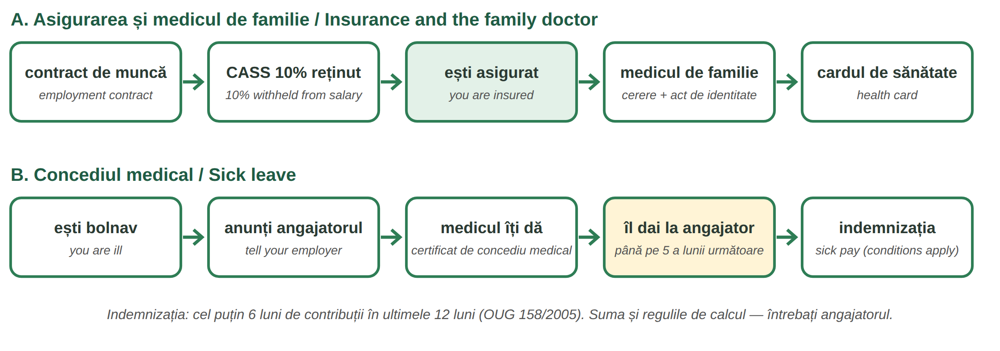 A. Asigurarea și medicul de familie / Insurance and the family doctor
contract de muncă
employment contract
CASS 10% reținut
10% withheld from salary
ești asigurat
you are insured
medicul de familie
cerere + act de identitate
cardul de sănătate
health card
B. Concediul medical / Sick leave
ești bolnav
you are ill
anunți angajatorul
tell your employer
medicul îți dă
certificat de concediu medical
îl dai la angajator
până pe 5 a lunii următoare
indemnizația
sick pay (conditions apply)
Indemnizația: cel puțin 6 luni de contribuții în ultimele 12 luni (OUG 158/2005). Suma și regulile de calcul — întrebați angajatorul.